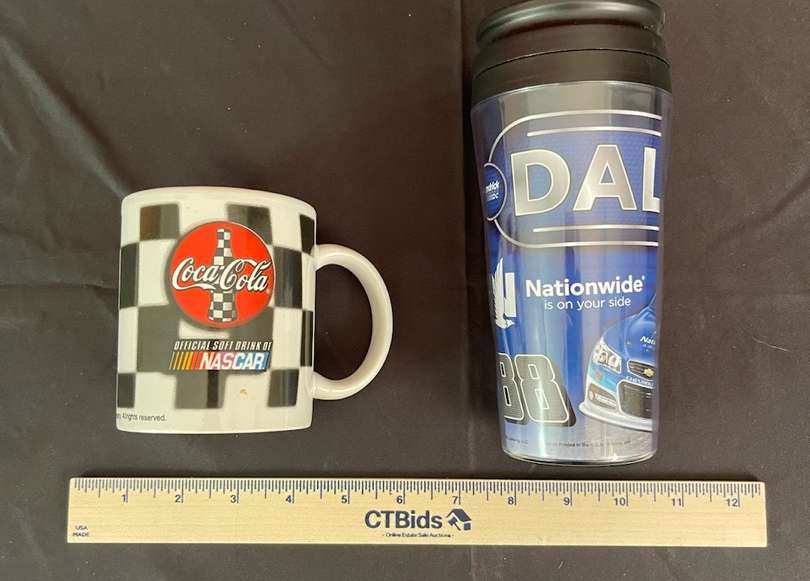 Coca-Cola
OFFICIAL SOFT DRINK OF
NASCAR
rights reserved.
DAL
Nationwide®
is on your side
88
CHEVROLET
1 2 3 4 5 6 7 8 9 10 11 12
USA
MADE
CTBids
- Online Estate Sale Auctions -